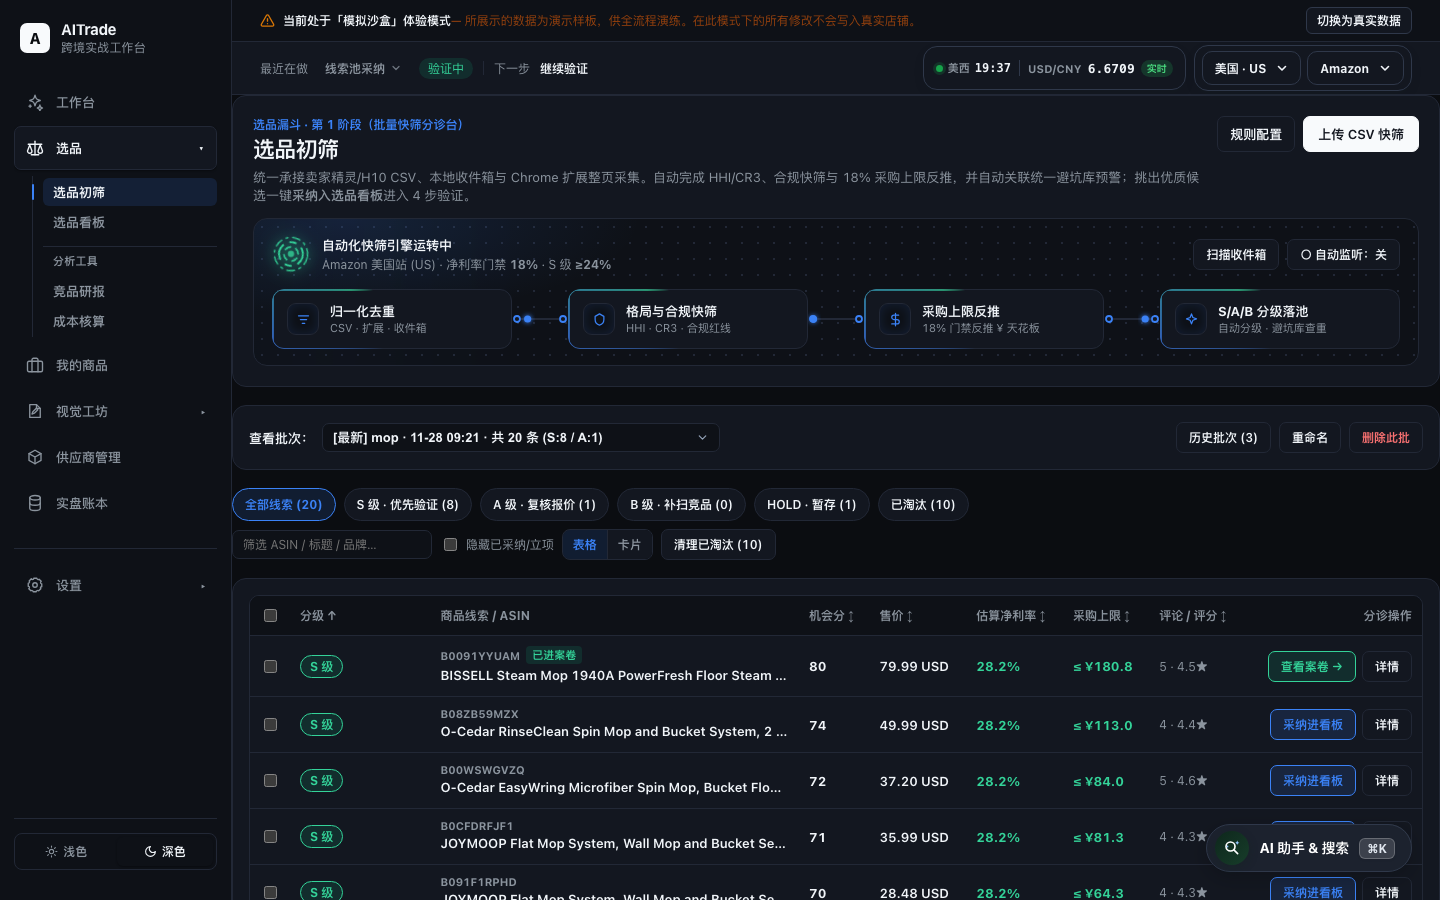 A
AITrade
跨境实战工作台
工作台
选品
选品初筛
选品看板
分析工具
竞品研报
成本核算
我的商品
视觉工坊
供应商管理
实盘账本
设置
浅色
深色
当前处于「模拟沙盒」体验模式— 所展示的数据为演示样板，供全流程演练。在此模式下的所有修改不会写入真实店铺。
切换为真实数据
最近在做 线索池采纳 验证中 下一步 继续验证
美西 19:37 USD/CNY 6.6709 实时
美国 · US
Amazon
选品漏斗 · 第 1 阶段（批量快筛分诊台）
选品初筛
规则配置
上传 CSV 快筛
统一承接卖家精灵/H10 CSV、本地收件箱与 Chrome 扩展整页采集。自动完成 HHI/CR3、合规快筛与 18% 采购上限反推，并自动关联统一避坑库预警；挑出优质候
选一键采纳入选品看板进入 4 步验证。
自动化快筛引擎运转中
Amazon 美国站 (US) · 净利率门禁 18% · S 级 ≥24%
扫描收件箱
自动监听：关
归一化去重
CSV · 扩展 · 收件箱
格局与合规快筛
HHI · CR3 · 合规红线
采购上限反推
18% 门禁反推 ¥ 天花板
S/A/B 分级落池
自动分级 · 避坑库查重
查看批次：
[最新] mop · 11-28 09:21 · 共 20 条 (S:8 / A:1)
历史批次 (3)
重命名
删除此批
全部线索 (20)
S 级 · 优先验证 (8)
A 级 · 复核报价 (1)
B 级 · 补扫竞品 (0)
HOLD · 暂存 (1)
已淘汰 (10)
筛选 ASIN / 标题 / 品牌...
隐藏已采纳/立项
表格
卡片
清理已淘汰 (10)
分级 ↑ 商品线索 / ASIN 机会分 ↕ 售价 ↕ 估算净利率 ↕ 采购上限 ↕ 评论 / 评分 ↕ 分诊操作
B0091YYUAM 已进案卷
S 级 BISSELL Steam Mop 1940A PowerFresh Floor Steam ... 80 79.99 USD 28.2% ≤ ¥180.8 5 · 4.5★ 查看案卷 → 详情
B08ZB59MZX
S 级 O-Cedar RinseClean Spin Mop and Bucket System, 2 ... 74 49.99 USD 28.2% ≤ ¥113.0 4 · 4.4★ 采纳进看板 详情
B00WSWGVZQ
S 级 O-Cedar EasyWring Microfiber Spin Mop, Bucket Flo... 72 37.20 USD 28.2% ≤ ¥84.0 5 · 4.6★ 采纳进看板 详情
B0CFDRFJF1
S 级 JOYMOOP Flat Mop System, Wall Mop and Bucket Se... 71 35.99 USD 28.2% ≤ ¥81.3 4 · 4.3★
AI 助手 & 搜索 ⌘K
B091F1RPHD
S 级 JOYMOOP Flat Mop System, Wall Mop and Bucket Se... 70 28.48 USD 28.2% ≤ ¥64.3 4 · 4.3★ 采纳进看板 详情